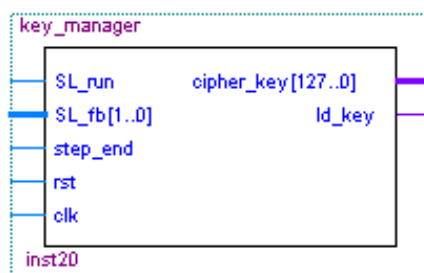 key_manager
SL_run cipher_key[127..0]
SL_fb[1..0] ld_key
step_end
rst
clk
inst20